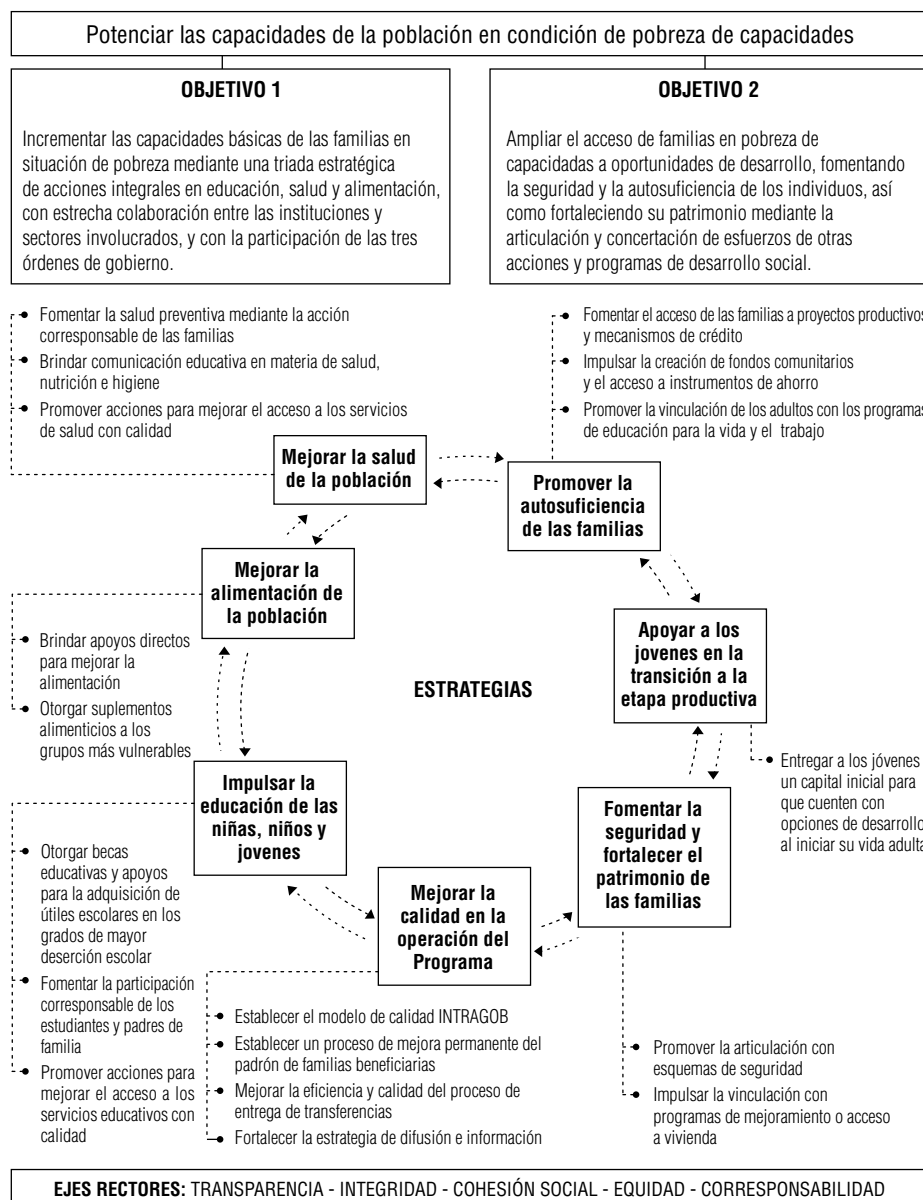 Potenciar las capacidades de la población en condición de pobreza de capacidades
OBJETIVO 1
Incrementar las capacidades básicas de las familias en
situación de pobreza mediante una triada estratégica
de acciones integrales en educación, salud y alimentación,
con estrecha colaboración entre las instituciones y
sectores involucrados, y con la participación de las tres
órdenes de gobierno.
OBJETIVO 2
Ampliar el acceso de familias en pobreza de
capacidadas a oportunidades de desarrollo, fomentando
la seguridad y la autosuficiencia de los individuos, así
como fortaleciendo su patrimonio mediante la
articulación y concertación de esfuerzos de otras
acciones y programas de desarrollo social.
Fomentar la salud preventiva mediante la acción
corresponsable de las familias
Brindar comunicación educativa en materia de salud,
nutrición e higiene
Promover acciones para mejorar el acceso a los servicios
de salud con calidad
Fomentar el acceso de las familias a proyectos productivos
y mecanismos de crédito
Impulsar la creación de fondos comunitarios
y el acceso a instrumentos de ahorro
Promover la vinculación de los adultos con los programas
de educación para la vida y el trabajo
Mejorar la salud
de la población
Promover la
autosuficiencia
de las familias
Mejorar la
alimentación de
la población
Brindar apoyos directos
para mejorar la
alimentación
Otorgar suplementos
alimenticios a los
grupos más vulnerables
ESTRATEGIAS
Apoyar a los
jovenes en la
transición a la
etapa productiva
Entregar a los jóvenes
un capital inicial para
que cuenten con
opciones de desarrollo
al iniciar su vida adulta
Impulsar la
educación de las
niñas, niños y
jovenes
Fomentar la
seguridad y
fortalecer el
patrimonio de
las familias
Otorgar becas
educativas y apoyos
para la adquisición de
útiles escolares en los
grados de mayor
deserción escolar
Fomentar la participación
corresponsable de los
estudiantes y padres de
familia
Promover acciones para
mejorar el acceso a los
servicios educativos con
calidad
Mejorar la
calidad en la
operación del
Programa
Establecer el modelo de calidad INTRAGOB
Establecer un proceso de mejora permanente del
padrón de familias beneficiarias
Mejorar la eficiencia y calidad del proceso de
entrega de transferencias
Fortalecer la estrategia de difusión e información
Promover la articulación con
esquemas de seguridad
Impulsar la vinculación con
programas de mejoramiento o acceso
a vivienda
EJES RECTORES: TRANSPARENCIA - INTEGRIDAD - COHESIÓN SOCIAL - EQUIDAD - CORRESPONSABILIDAD